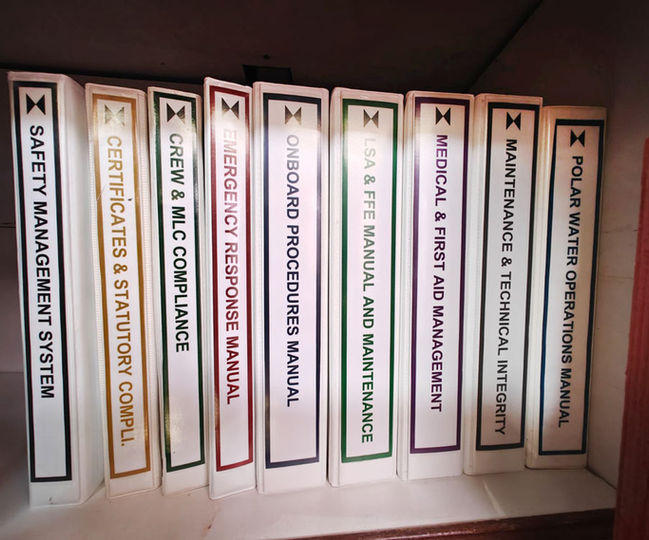 SAFETY MANAGEMENT SYSTEM
CERTIFICATES & STATUTORY COMPLI.
CREW & MLC COMPLIANCE
EMERGENCY RESPONSE MANUAL
ONBOARD PROCEDURES MANUAL
LSA & FFE MANUAL AND MAINTENANCE
MEDICAL & FIRST AID MANAGEMENT
MAINTENANCE & TECHNICAL INTEGRITY
POLAR WATER OPERATIONS MANUAL